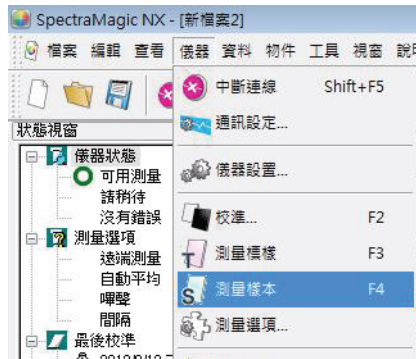 SpectraMagic NX - [新檔案2]
檔案 編輯 查看 儀器 資料 物件 工具 視窗
中斷連線 Shift+F5
通訊設定...
狀態視窗
儀器狀態
可用測量
請稍待
沒有錯誤
測量選項
遠端測量
自動平均
嗶聲
間隔
最後校準
儀器設置...
校準... F2
測量標樣 F3
測量樣本 F4
測量選項...